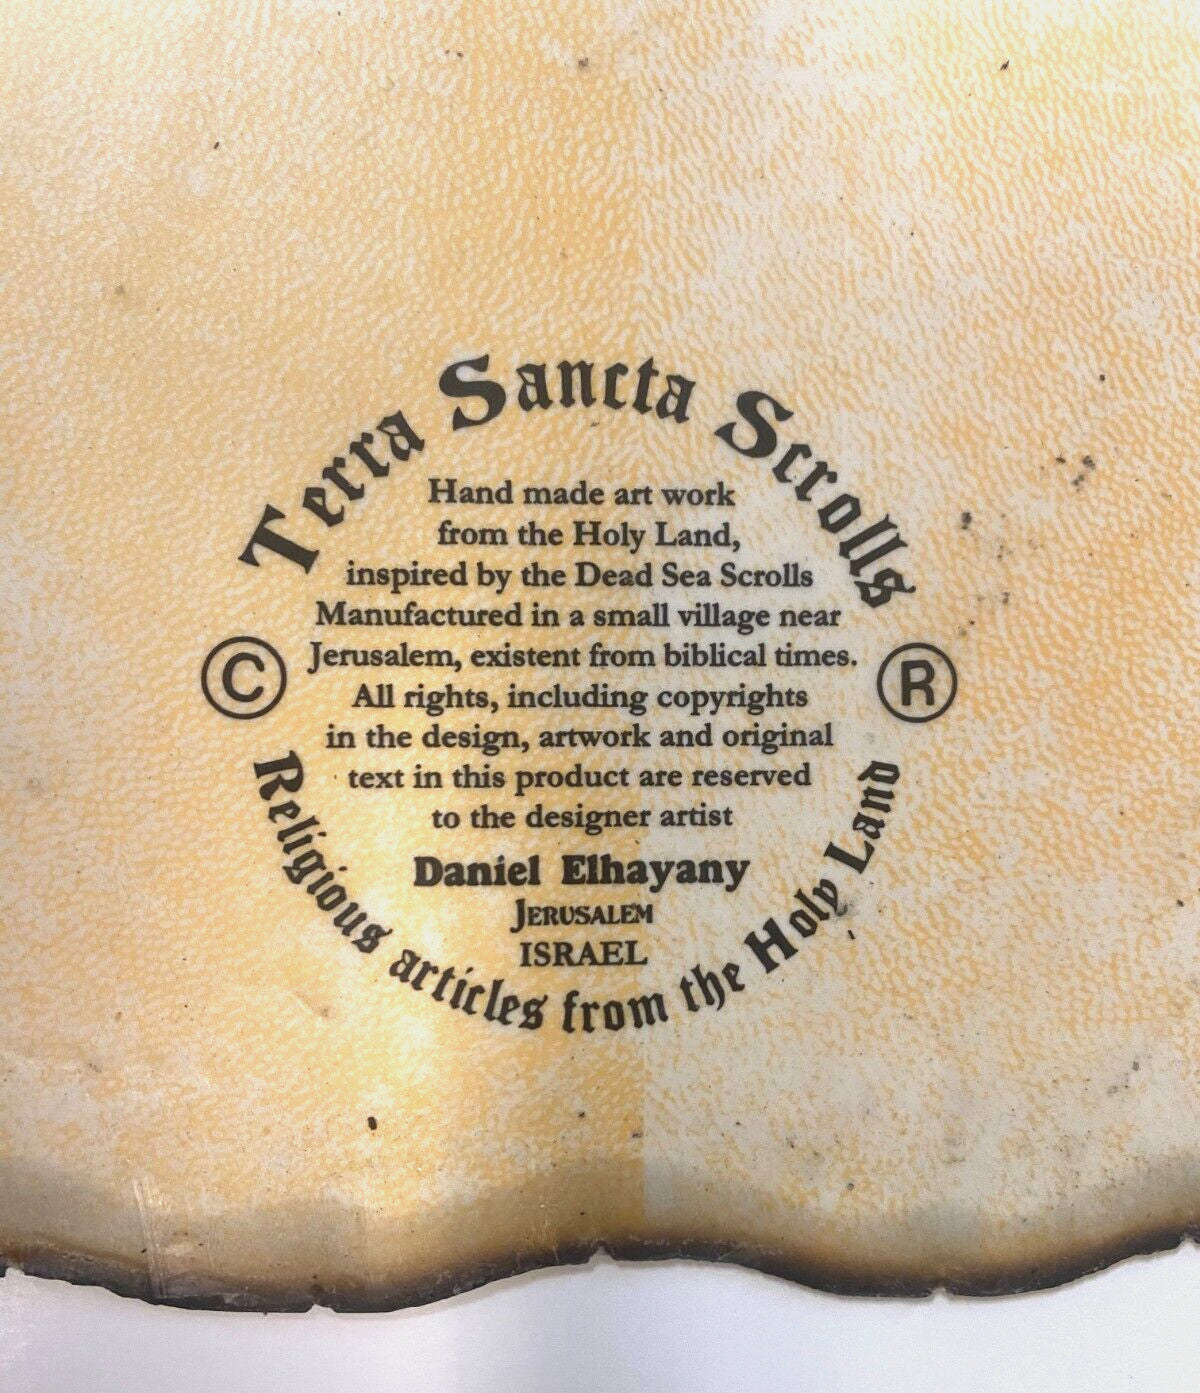 Terra Sancta Scrolls
Hand made art work
from the Holy Land,
inspired by the Dead Sea Scrolls
Manufactured in a small village near
Jerusalem, existent from biblical times.
All rights, including copyrights
in the design, artwork and original
text in this product are reserved
to the designer artist
Daniel Elhayany
JERUSALEM
ISRAEL
©
®
Religious articles from the Holy Land